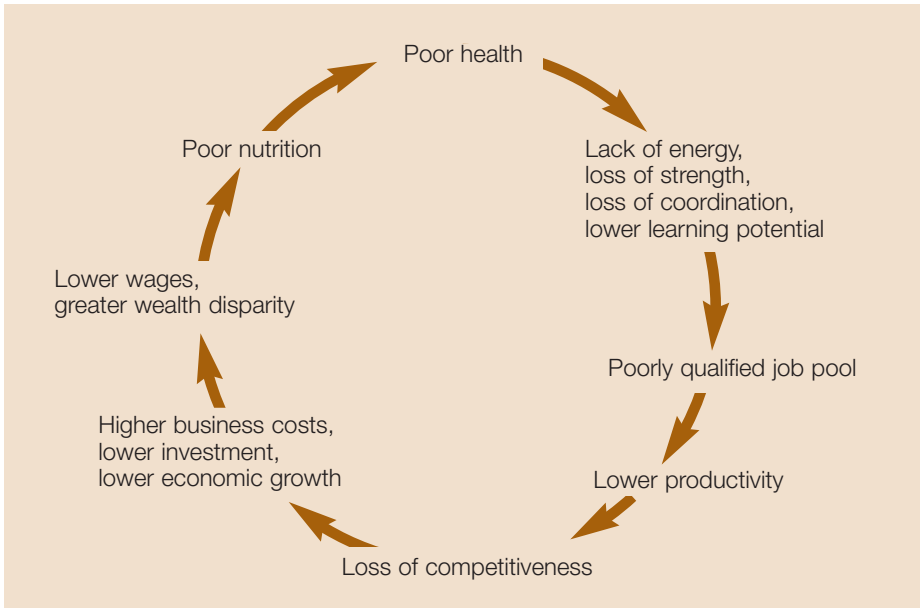 Poor health
Lack of energy,
loss of strength,
loss of coordination,
lower learning potential
Poorly qualified job pool
Lower productivity
Loss of competitiveness
Higher business costs,
lower investment,
lower economic growth
Lower wages,
greater wealth disparity
Poor nutrition